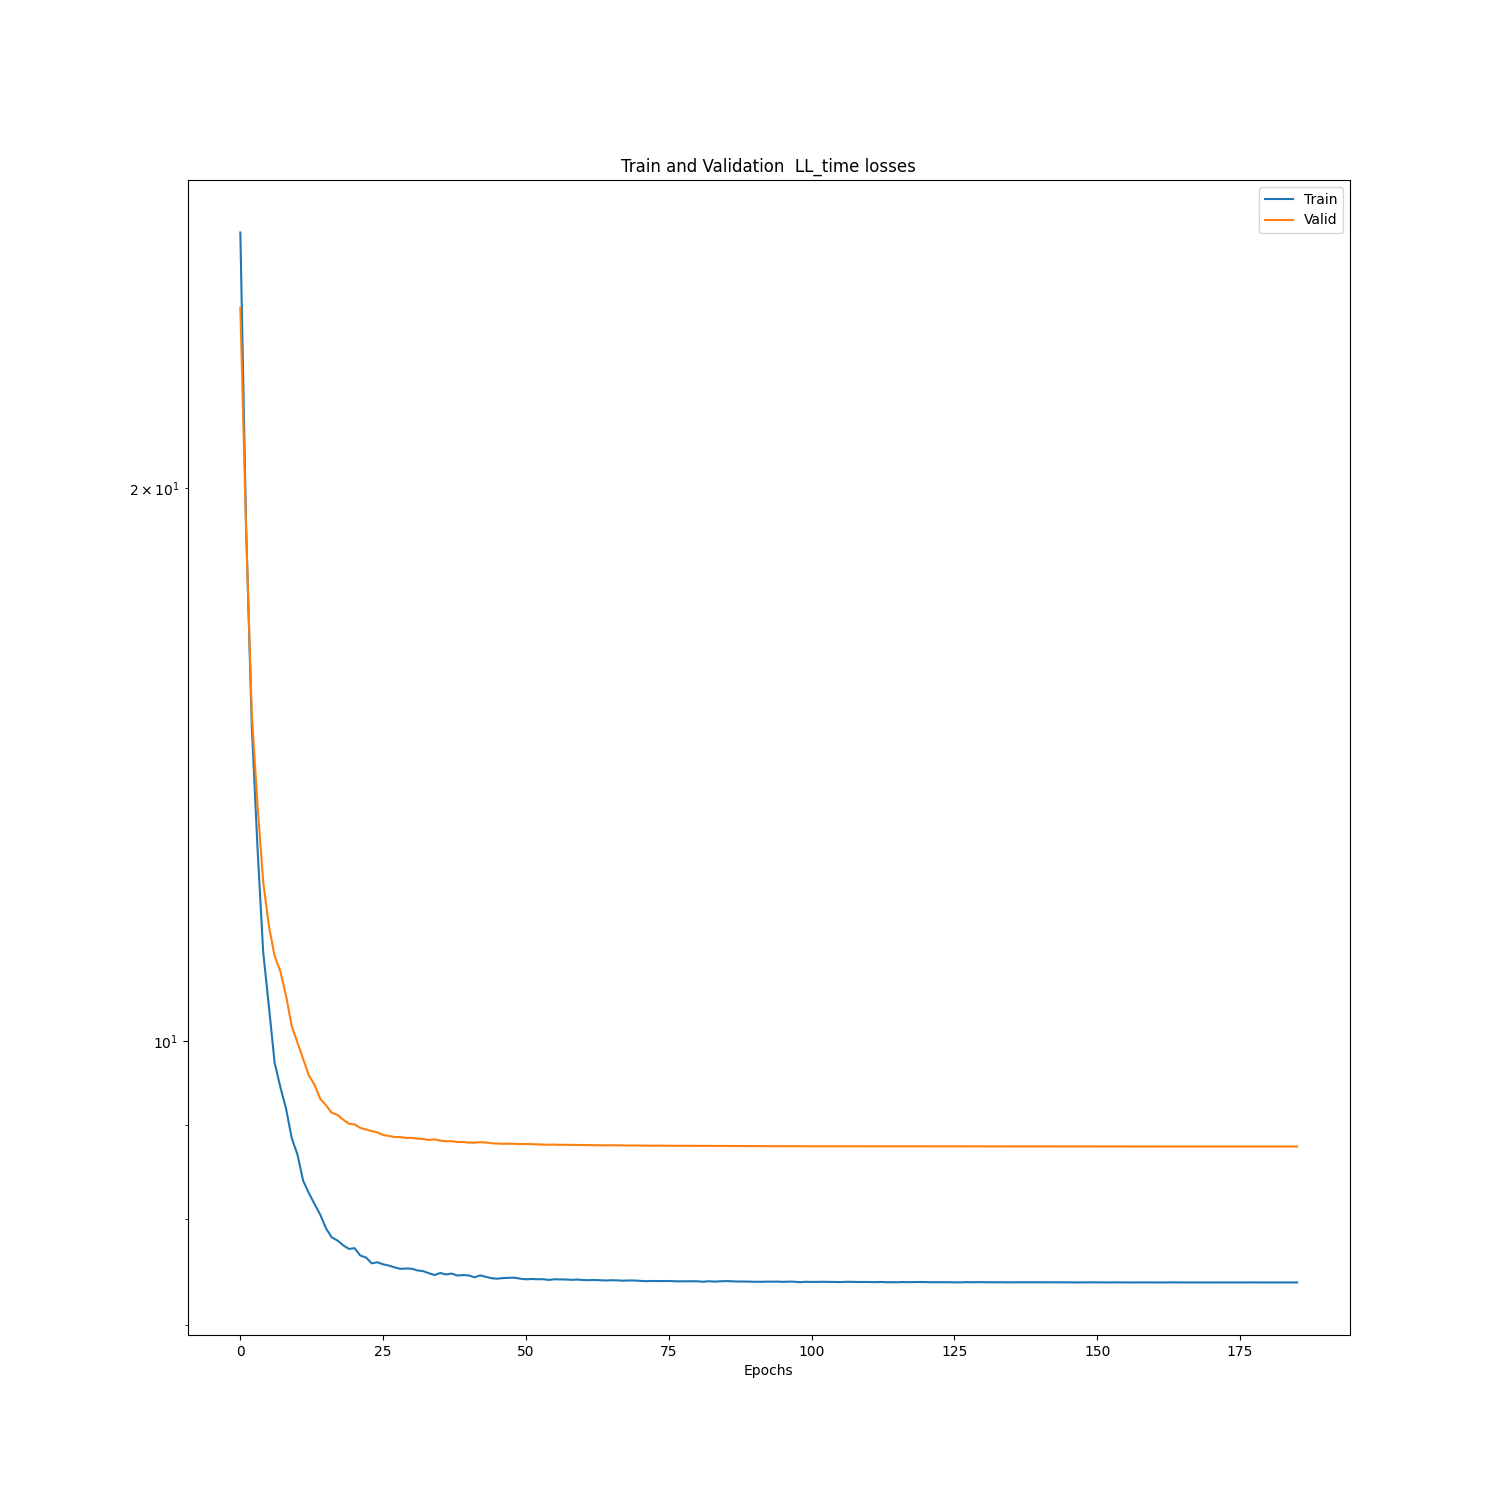 Train and Validation  LL_time losses
Train
Valid
2 × 10¹
10¹
0 25 50 75 100 125 150 175
Epochs